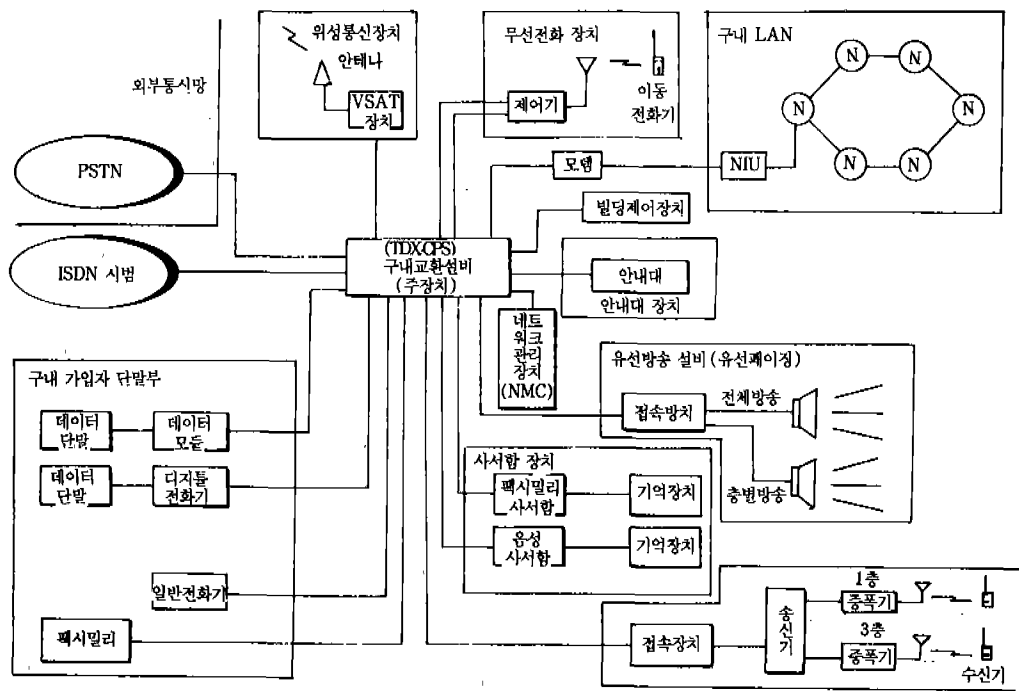 외부통시망
PSTN
ISDN 시범
위성통신장치
안테나
VSAT
장치
무선전화 장치
제어기
이동
전화기
구내 LAN
N
N
N
N
N
N
모뎀
NIU
빌딩제어장치
(TDX-CPS)
구내교환설비
(주장치)
안내대
안내대 장치
네트
워크
관리
장치
(NMC)
유선방송 설비 (유선페이징)
접속방치
전체방송
층별방송
구내 가입자 단말부
데이터
단말
데이터
모듈
데이터
단말
디지틀
전화기
일반전화기
팩시밀리
사서함 장치
팩시밀리
사서함
기억장치
음성
사서함
기억장치
접속장치
송신기
1층
증폭기
3층
증폭기
수신기